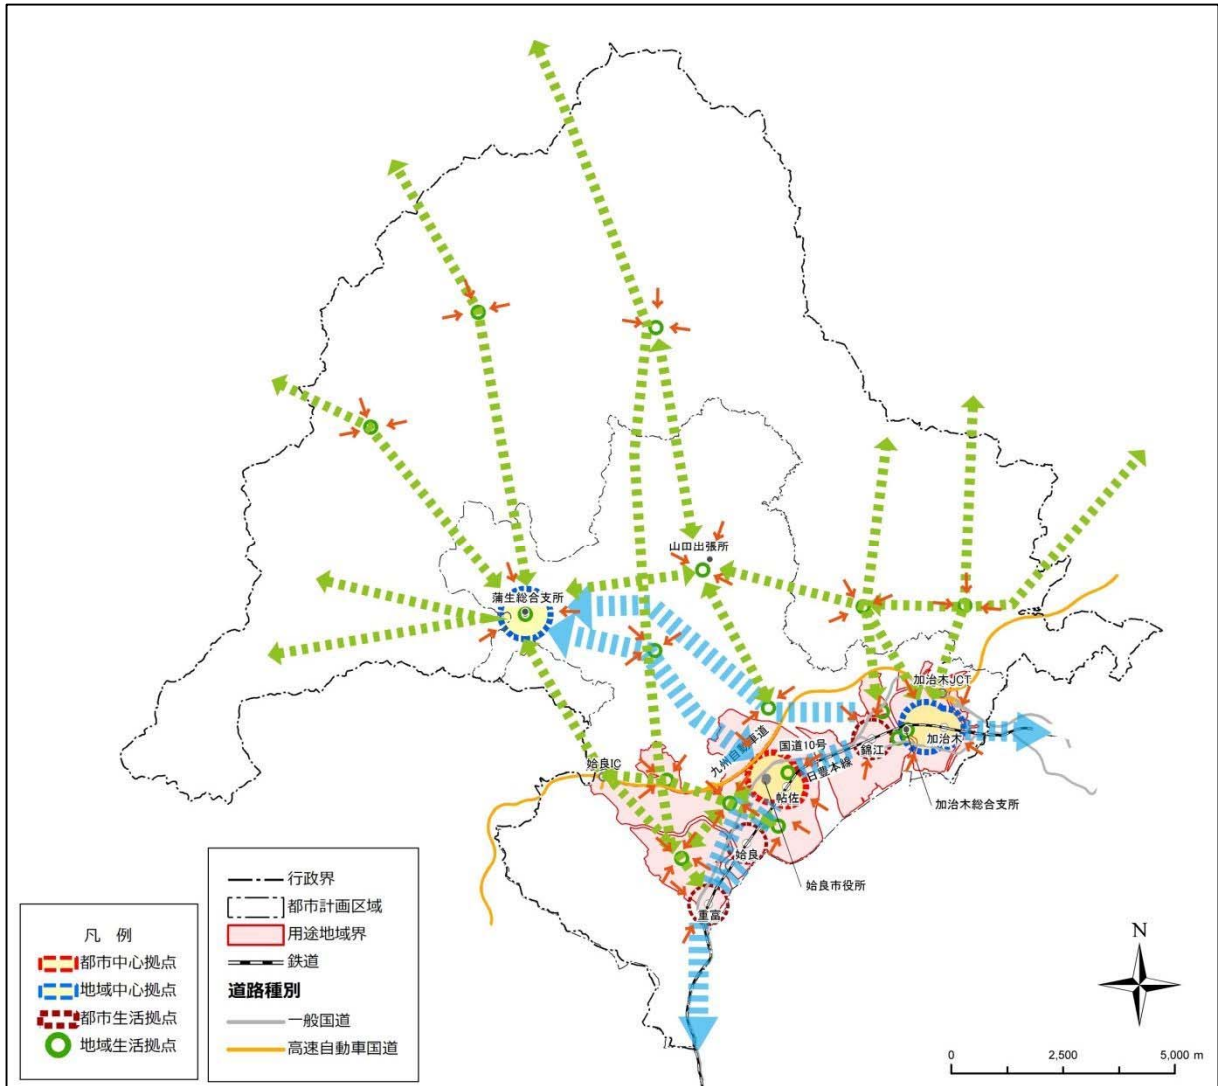 山田出張所
蒲生総合支所
加治木JCT
九州自動車道
国道10号
錦江
加治木
日豊本線
姶良IC
帖佐
加治木総合支所
姶良
姶良市役所
重富
凡 例
都市中心拠点
地域中心拠点
都市生活拠点
地域生活拠点
行政界
都市計画区域
用途地域界
鉄道
道路種別
一般国道
高速自動車国道
N
0 2,500 5,000 m